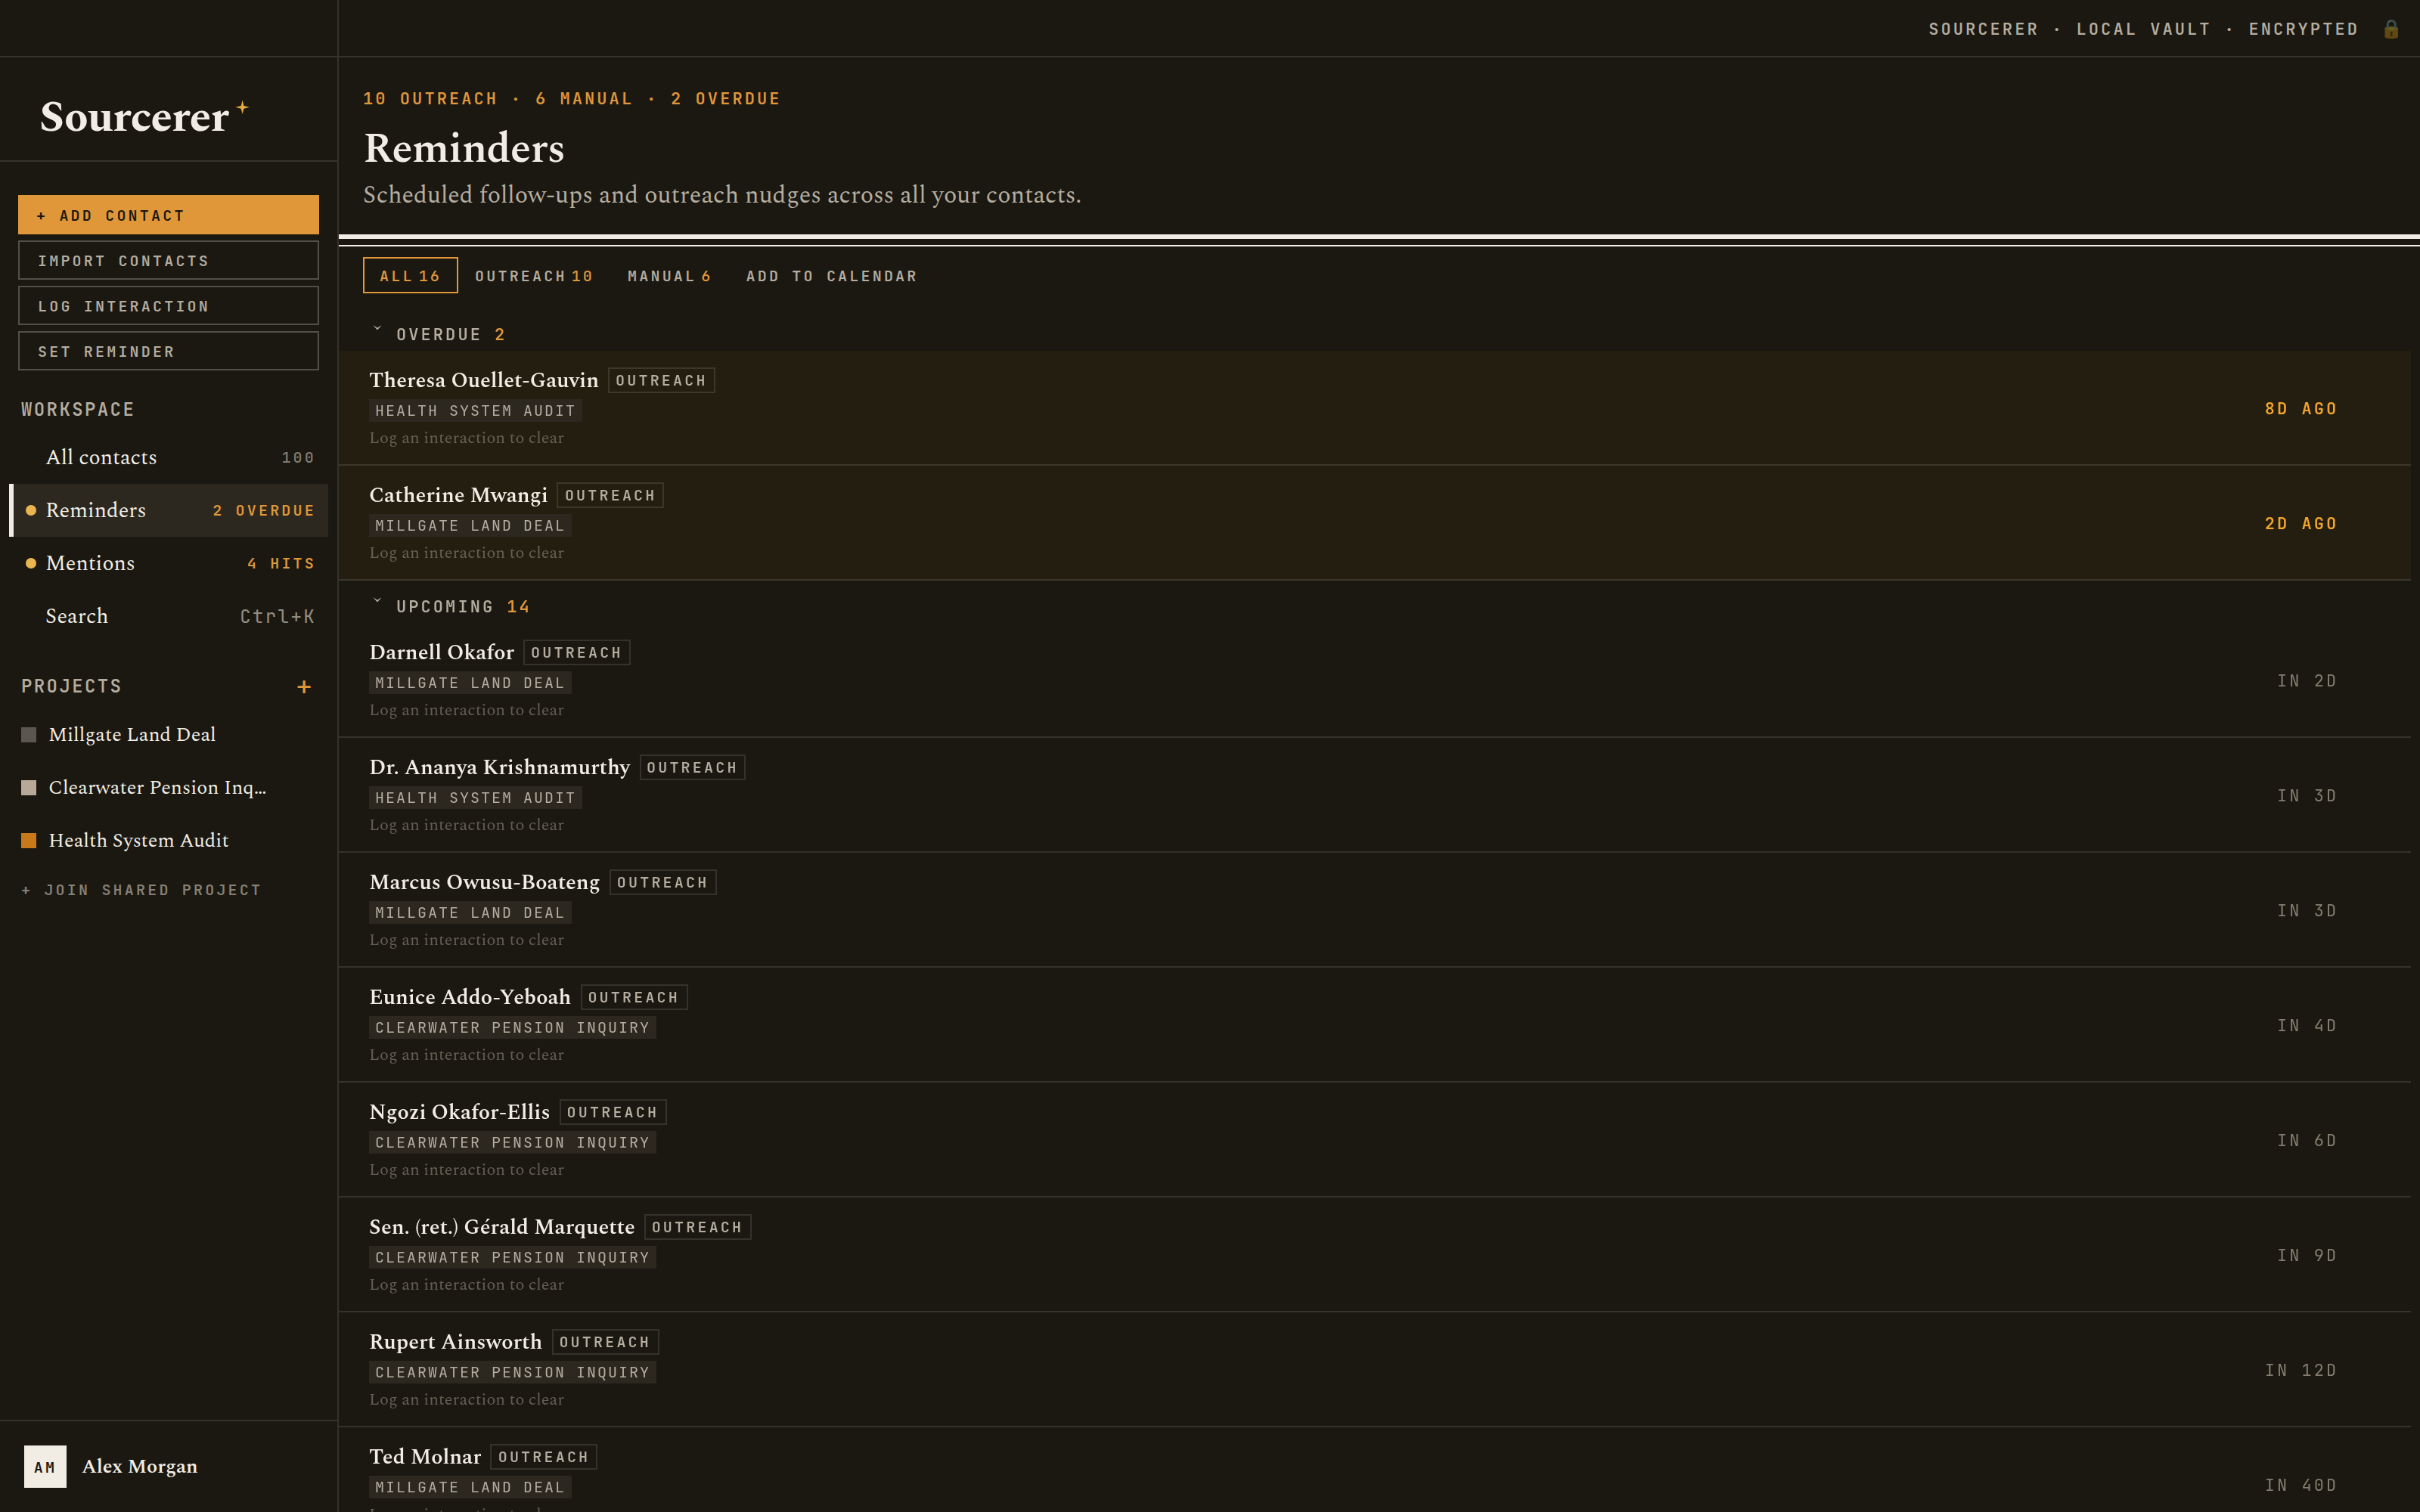 SOURCERER · LOCAL VAULT · ENCRYPTED
Sourcerer
+ ADD CONTACT
IMPORT CONTACTS
LOG INTERACTION
SET REMINDER
WORKSPACE
All contacts 100
Reminders 2 OVERDUE
Mentions 4 HITS
Search Ctrl+K
PROJECTS +
Millgate Land Deal
Clearwater Pension Inq…
Health System Audit
+ JOIN SHARED PROJECT
AM Alex Morgan
10 OUTREACH · 6 MANUAL · 2 OVERDUE
Reminders
Scheduled follow-ups and outreach nudges across all your contacts.
ALL 16 OUTREACH 10 MANUAL 6 ADD TO CALENDAR
OVERDUE 2
Theresa Ouellet-Gauvin OUTREACH
HEALTH SYSTEM AUDIT
Log an interaction to clear
8D AGO
Catherine Mwangi OUTREACH
MILLGATE LAND DEAL
Log an interaction to clear
2D AGO
UPCOMING 14
Darnell Okafor OUTREACH
MILLGATE LAND DEAL
Log an interaction to clear
IN 2D
Dr. Ananya Krishnamurthy OUTREACH
HEALTH SYSTEM AUDIT
Log an interaction to clear
IN 3D
Marcus Owusu-Boateng OUTREACH
MILLGATE LAND DEAL
Log an interaction to clear
IN 3D
Eunice Addo-Yeboah OUTREACH
CLEARWATER PENSION INQUIRY
Log an interaction to clear
IN 4D
Ngozi Okafor-Ellis OUTREACH
CLEARWATER PENSION INQUIRY
Log an interaction to clear
IN 6D
Sen. (ret.) Gérald Marquette OUTREACH
CLEARWATER PENSION INQUIRY
Log an interaction to clear
IN 9D
Rupert Ainsworth OUTREACH
CLEARWATER PENSION INQUIRY
Log an interaction to clear
IN 12D
Ted Molnar OUTREACH
MILLGATE LAND DEAL
IN 40D